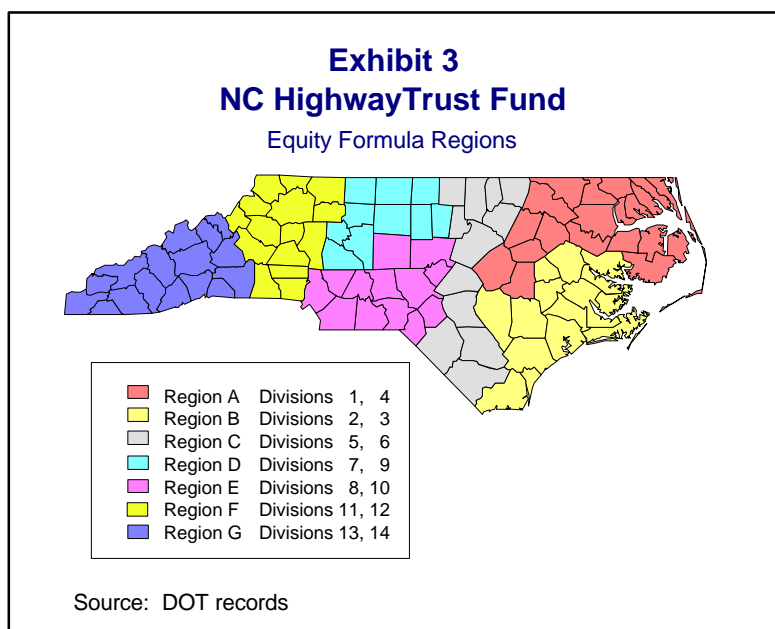 Exhibit 3
NC HighwayTrust Fund
Equity Formula Regions
Region A Divisions 1, 4
Region B Divisions 2, 3
Region C Divisions 5, 6
Region D Divisions 7, 9
Region E Divisions 8, 10
Region F Divisions 11, 12
Region G Divisions 13, 14
Source: DOT records